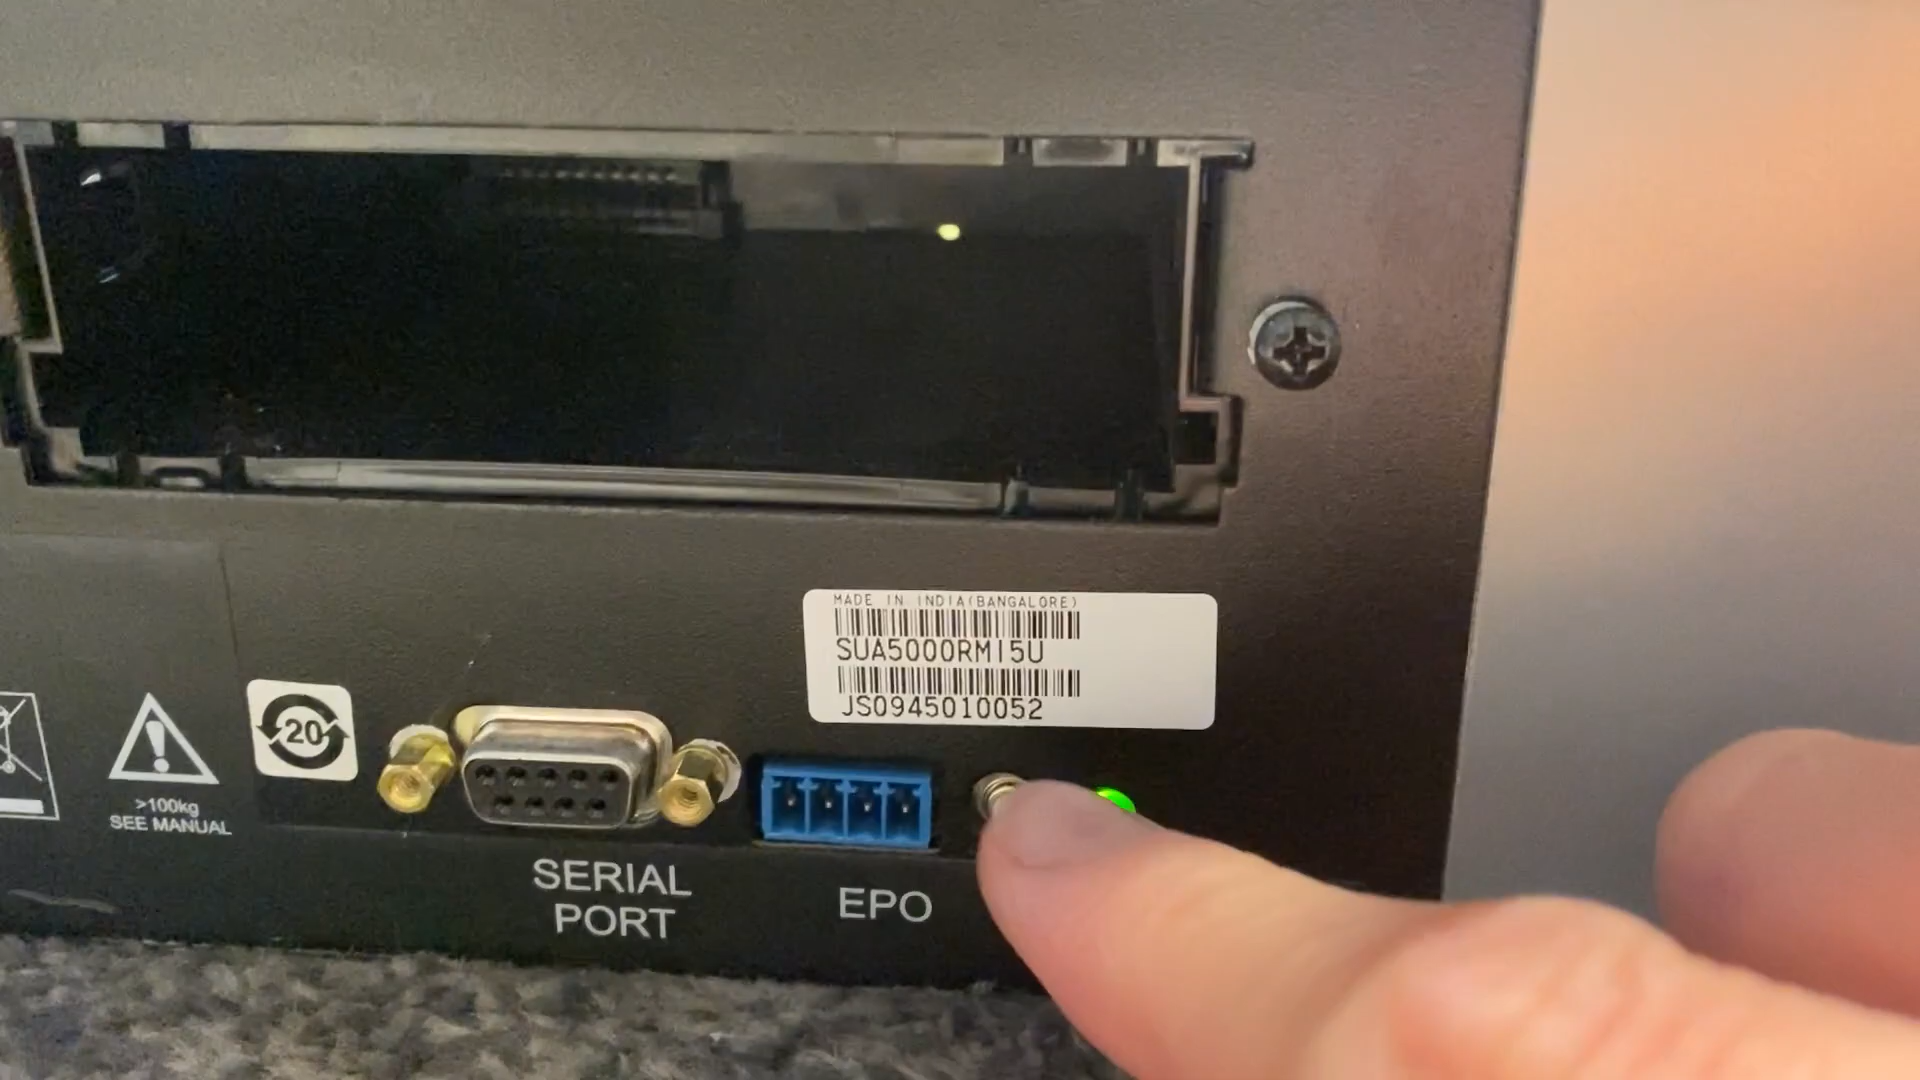 MADE IN INDIA(BANGALORE)
SUA5000RMI5U
JS0945010052
20
>100kg
SEE MANUAL
SERIAL
PORT
EPO